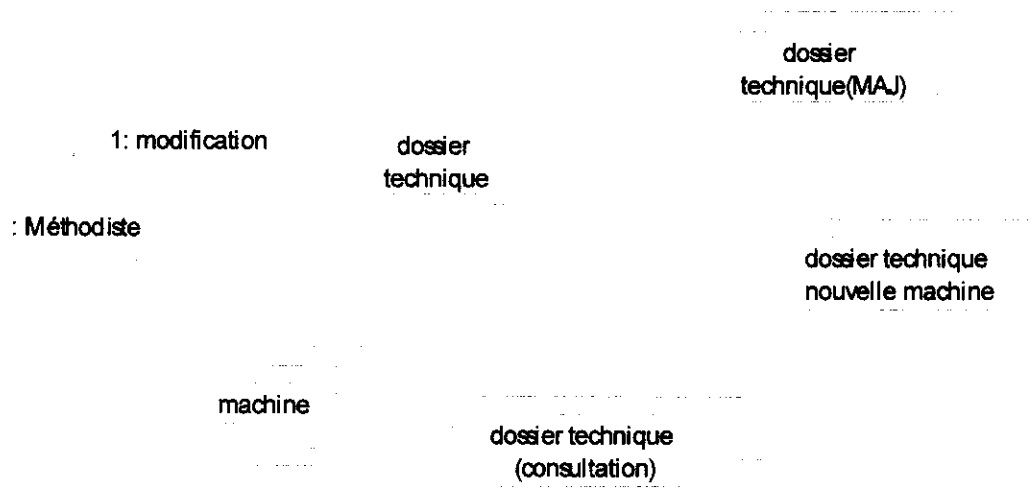 dossier
technique(MAJ)
1: modification
dossier
technique
: Méthodiste
dossier technique
nouvelle machine
machine
dossier technique
(consultation)